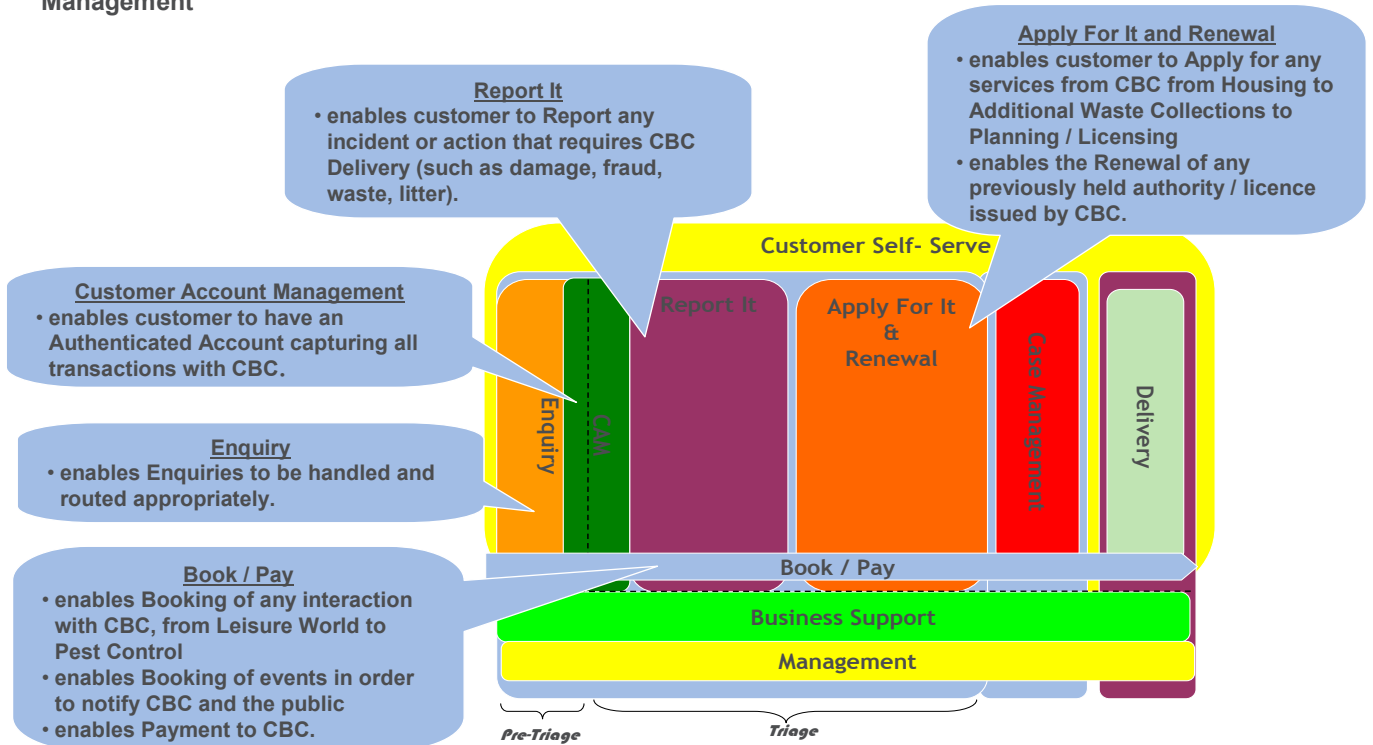 Management
Apply For It and Renewal
• enables customer to Apply for any
services from CBC from Housing to
Additional Waste Collections to
Planning / Licensing
• enables the Renewal of any
previously held authority / licence
issued by CBC.
Report It
• enables customer to Report any
incident or action that requires CBC
Delivery (such as damage, fraud,
waste, litter).
Customer Account Management
• enables customer to have an
Authenticated Account capturing all
transactions with CBC.
Enquiry
• enables Enquiries to be handled and
routed appropriately.
Book / Pay
• enables Booking of any interaction
with CBC, from Leisure World to
Pest Control
• enables Booking of events in order
to notify CBC and the public
• enables Payment to CBC.
Customer Self- Serve
Enquiry
CAM
Report It
Apply For It
&
Renewal
Case Management
Delivery
Book / Pay
Business Support
Management
Pre-Triage
Triage